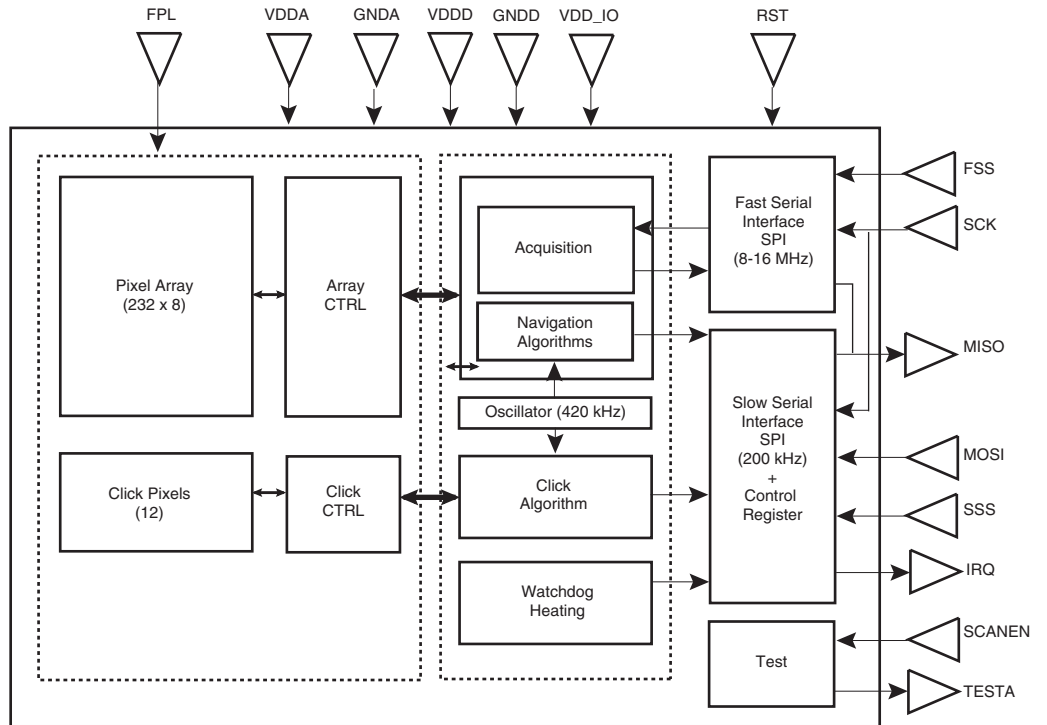 FPL
VDDA
GNDA
VDDD
GNDD
VDD_IO
RST
Pixel Array
(232 x 8)
Array
CTRL
Acquisition
Navigation
Algorithms
Oscillator (420 kHz)
Click Pixels
(12)
Click
CTRL
Click
Algorithm
Watchdog
Heating
Fast Serial
Interface
SPI
(8-16 MHz)
Slow Serial
Interface
SPI
(200 kHz)
+
Control
Register
Test
FSS
SCK
MISO
MOSI
SSS
IRQ
SCANEN
TESTA